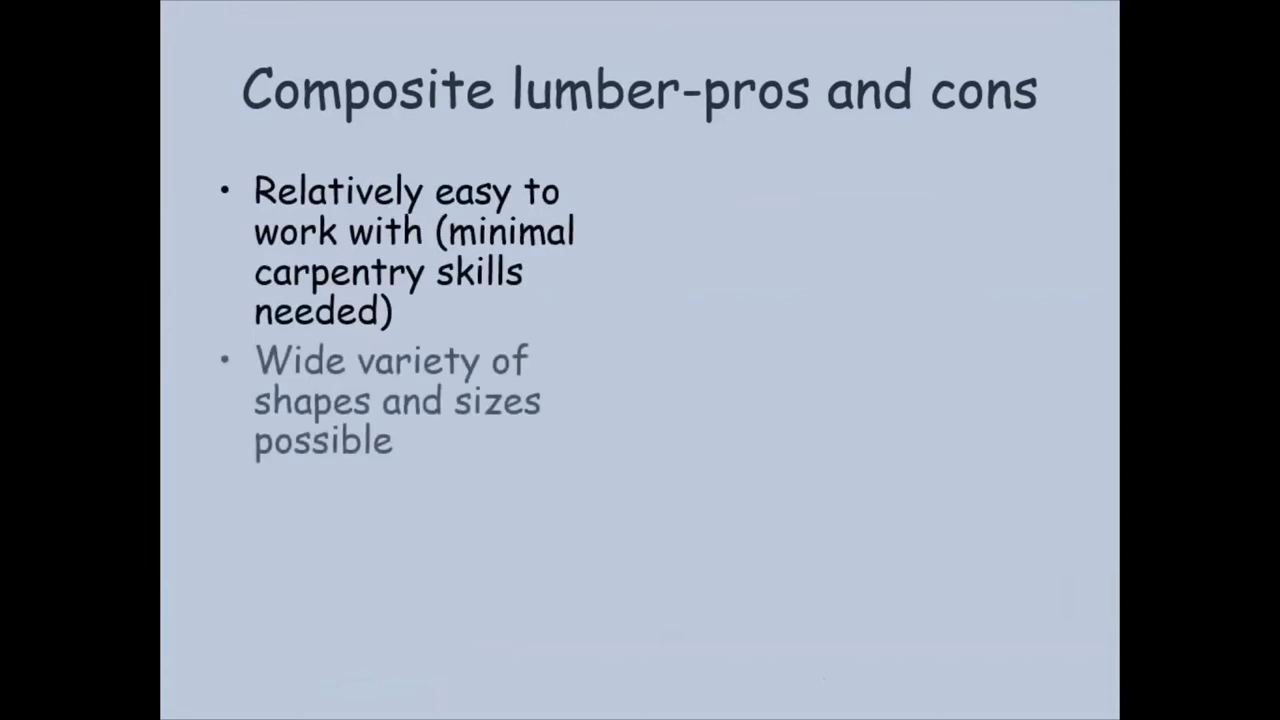 Composite lumber-pros and cons
• Relatively easy to
work with (minimal
carpentry skills
needed)
• Wide variety of
shapes and sizes
possible